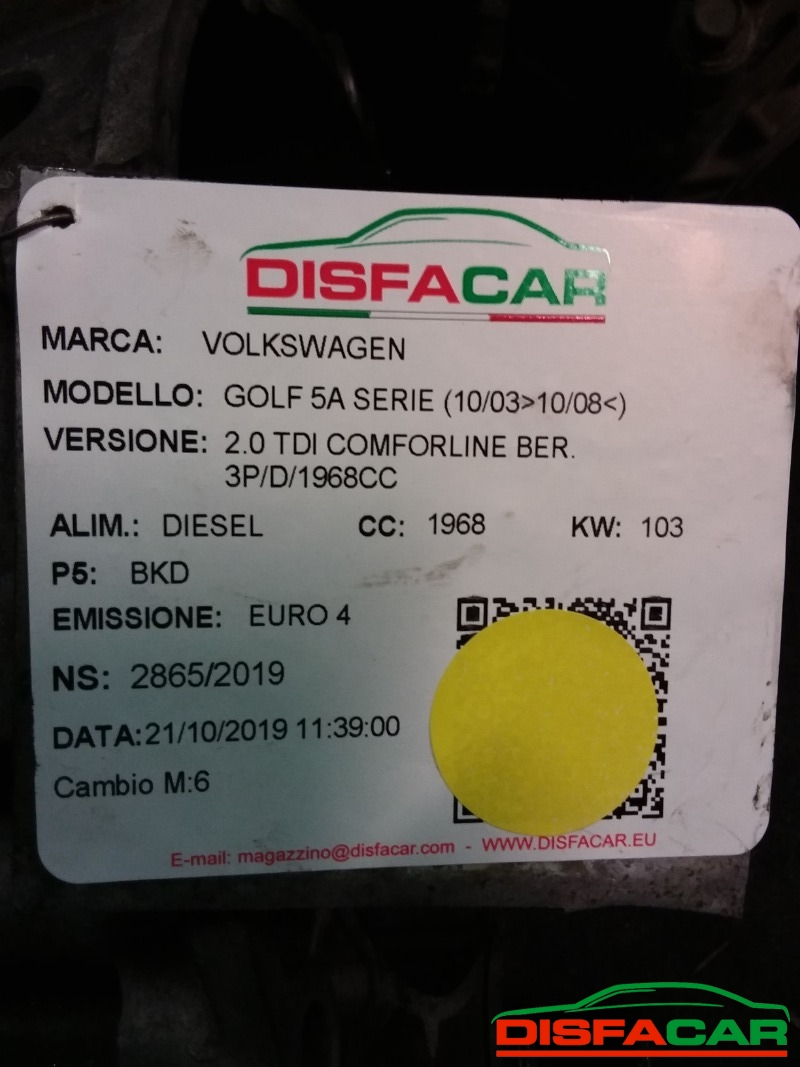 DISFACAR
MARCA: VOLKSWAGEN
MODELLO: GOLF 5A SERIE (10/03>10/08<)
VERSIONE: 2.0 TDI COMFORLINE BER.
3P/D/1968CC
ALIM.: DIESEL CC: 1968 KW: 103
P5: BKD
EMISSIONE: EURO 4
NS: 2865/2019
DATA:21/10/2019 11:39:00
Cambio M:6
E-mail: magazzino@disfacar.com - WWW.DISFACAR.EU
DISFACAR